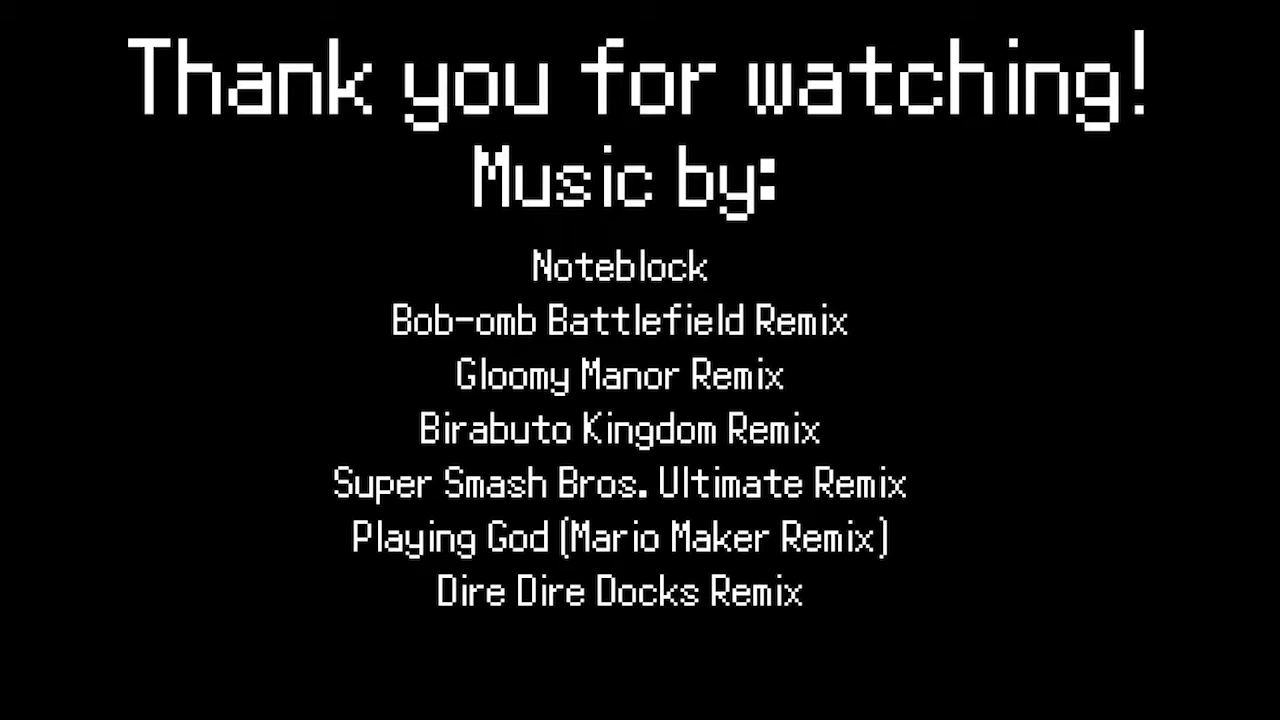 Thank you for watching!
Music by:
Noteblock
Bob-omb Battlefield Remix
Gloomy Manor Remix
Birabuto Kingdom Remix
Super Smash Bros. Ultimate Remix
Playing God (Mario Maker Remix)
Dire Dire Docks Remix